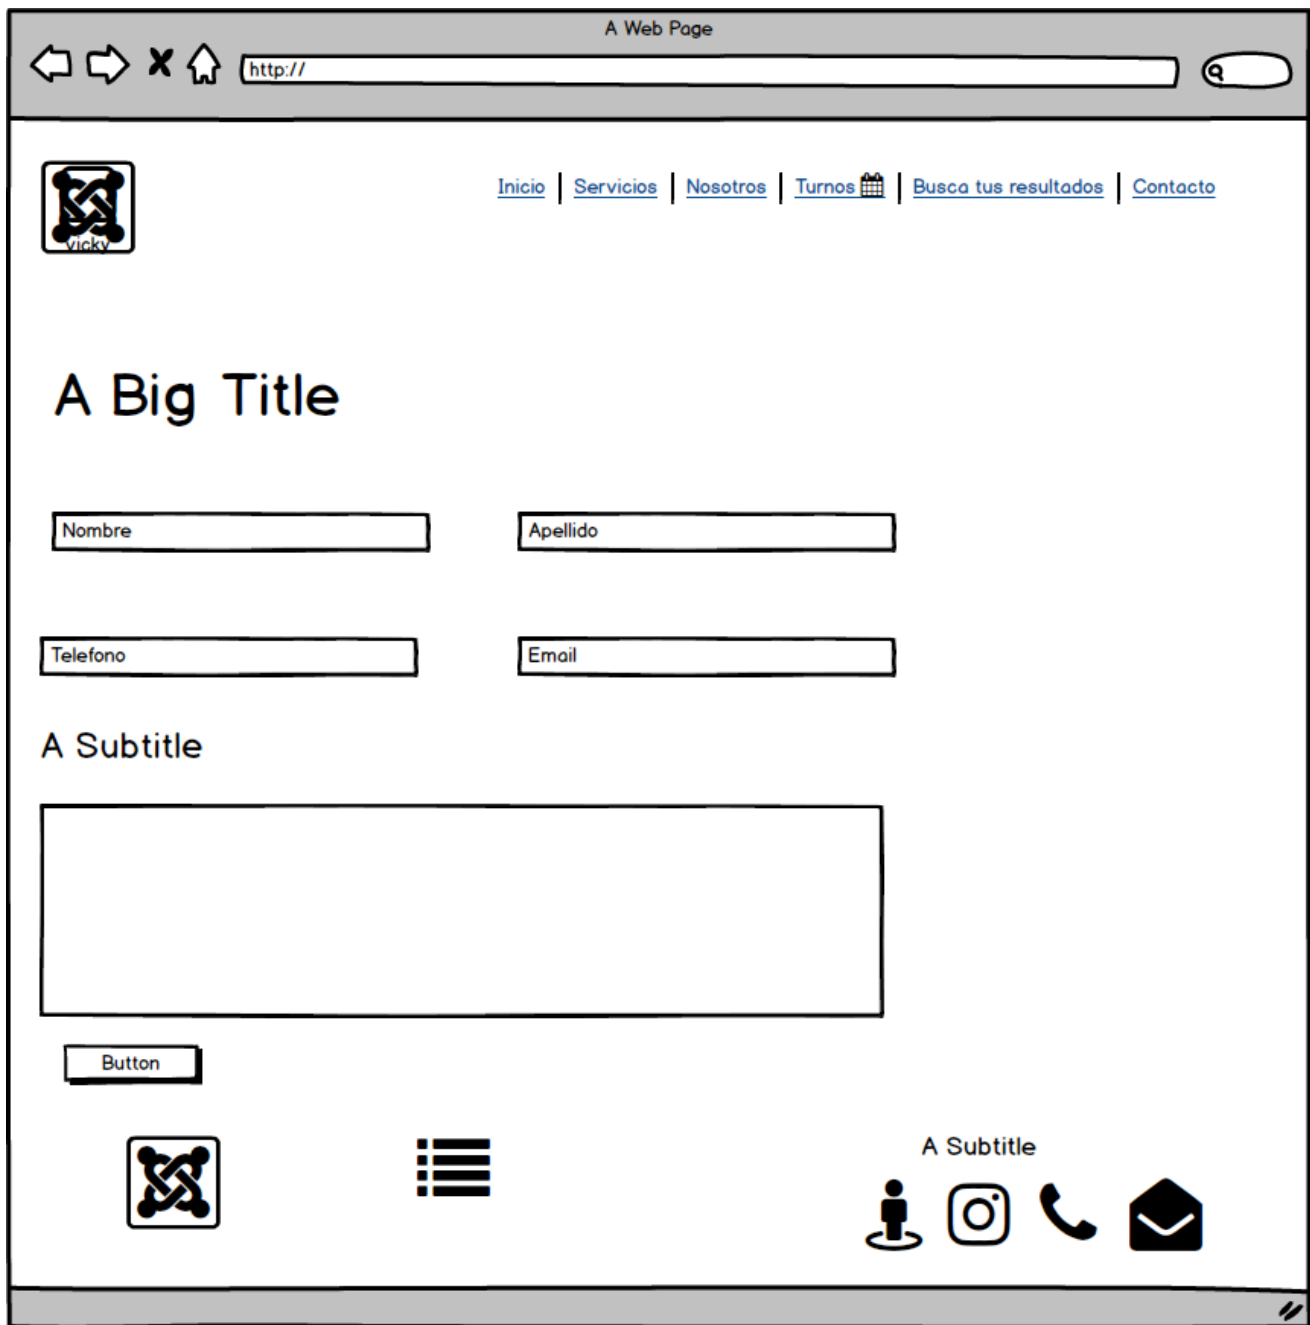 A Web Page
http://
vicky
Inicio | Servicios | Nosotros | Turnos | Busca tus resultados | Contacto
A Big Title
Nombre
Apellido
Telefono
Email
A Subtitle
Button
A Subtitle